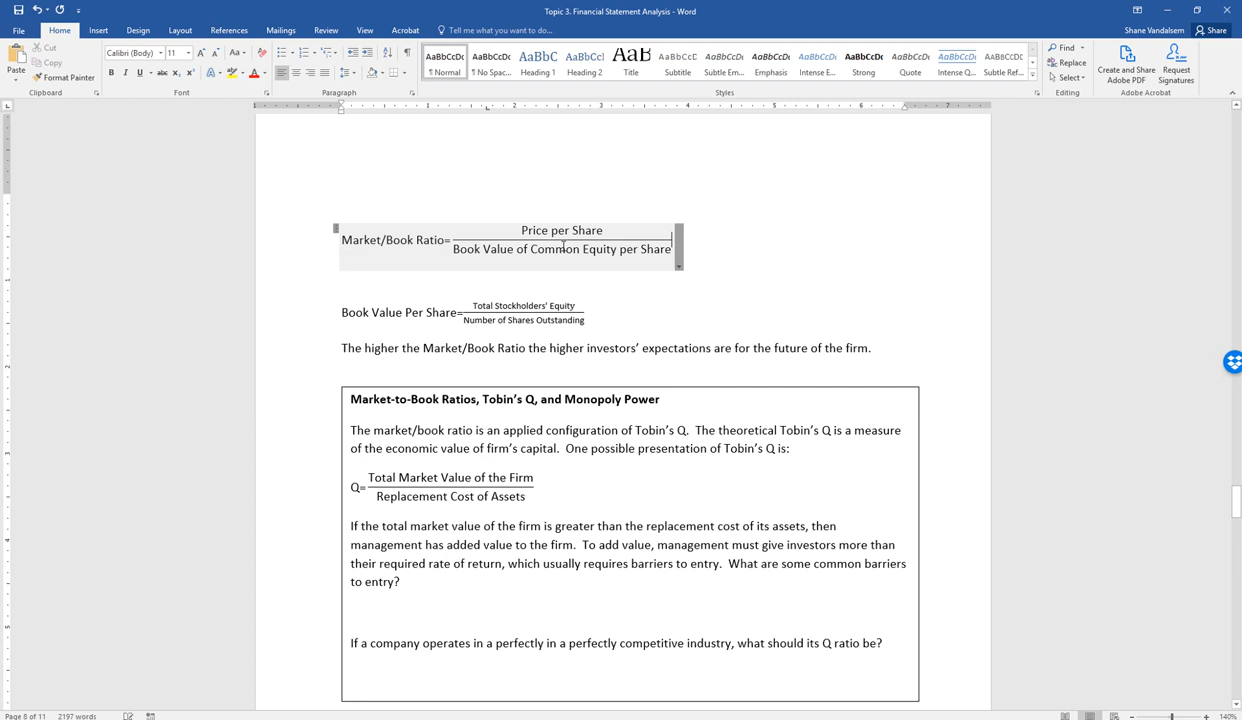 Topic 3. Financial Statement Analysis - Word
File Home Insert Draw Design Layout References Mailings Review View Help Acrobat Tell me what you want to do... Shane Vandalsem Share
Paste
Cut
Copy
Format Painter
Clipboard
Calibri (Body) 11
Font
Paragraph
AaBbCcDc ¶ Normal
AaBbCcDc ¶ No Spac...
AaBbC Heading 1
AaBbCcI Heading 2
AaB Title
AaBbCcD Subtitle
AaBbCcDc Subtle Em...
AaBbCcDc Emphasis
AaBbCcDc Intense E...
AaBbCcDc Strong
AaBbCcDc Quote
AaBbCcDc Intense Q...
AaBbCcDc Subtle Ref...
Styles
Find
Replace
Select
Editing
Create and Share Adobe PDF
Request Signatures
Adobe Acrobat
Market/Book Ratio= Price per Share
Book Value of Common Equity per Share
Book Value Per Share= Total Stockholders' Equity
Number of Shares Outstanding
The higher the Market/Book Ratio the higher investors’ expectations are for the future of the firm.
Market-to-Book Ratios, Tobin’s Q, and Monopoly Power
The market/book ratio is an applied configuration of Tobin’s Q. The theoretical Tobin’s Q is a measure
of the economic value of firm’s capital. One possible presentation of Tobin’s Q is:
Q= Total Market Value of the Firm
Replacement Cost of Assets
If the total market value of the firm is greater than the replacement cost of its assets, then
management has added value to the firm. To add value, management must give investors more than
their required rate of return, which usually requires barriers to entry. What are some common barriers
to entry?
If a company operates in a perfectly in a perfectly competitive industry, what should its Q ratio be?
Page 8 of 11 2197 words 140%